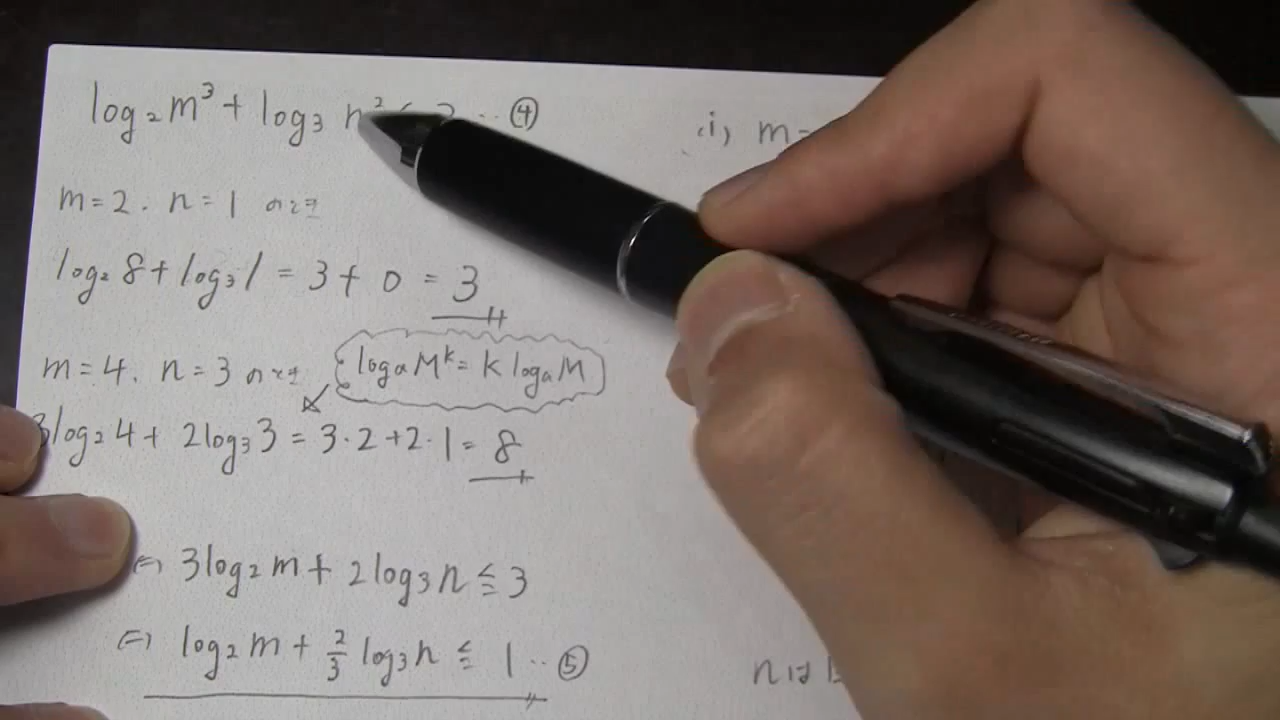 log₂m³ + log₃ n² ≦ 3 ‥ ④
m=2. n=1 のとき
log₂8 + log₃1 = 3 + 0 = 3
m=4. n=3 のとき
logₐMᵏ = k logₐM
3log₂4 + 2log₃3 = 3・2+2・1 = 8
⇔ 3log₂m + 2log₃n ≦ 3
⇔ log₂m + 2/3 log₃n ≦ 1 ‥ ⑤
(i) m=
nは